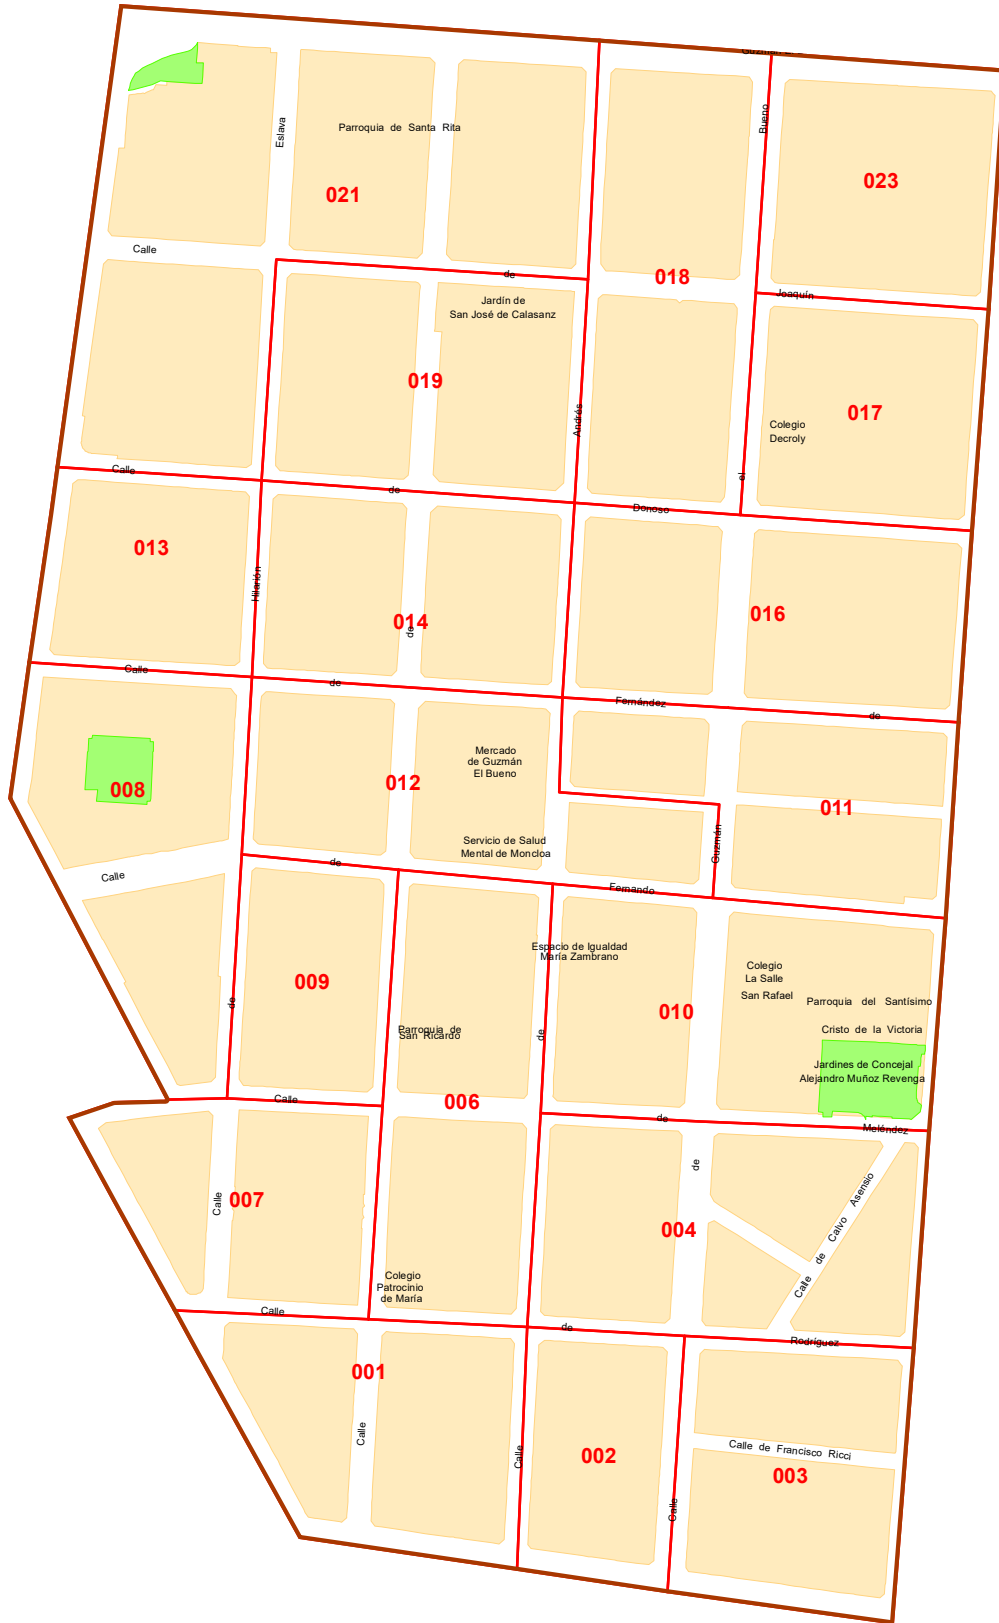 Bueno
Eslava
Parroquia de Santa Rita
023
021
Calle
de
018
Joaquín
Jardín de
San José de Calasanz
019
Andrés
017
Colegio
Decroly
Calle
el
de
Donoso
013
Hilarión
014
de
016
Calle
de
Fernández
de
Mercado
de Guzmán
El Bueno
008
012
011
Guzmán
Servicio de Salud
Mental de Moncloa
de
Calle
Fernando
Espacio de Igualdad
María Zambrano
Colegio
La Salle
San Rafael
009
de
Parroquia del Santísimo
Cristo de la Victoria
010
Parroquia de
San Ricardo
de
Jardines de Concejal
Alejandro Muñoz Revenga
Calle
006
de
Meléndez
de
007
Calle
004
Calle de Calvo Asensio
Colegio
Patrocinio
de María
Calle
de
Rodríguez
001
Calle
Calle
002
Calle de Francisco Ricci
003
Calle